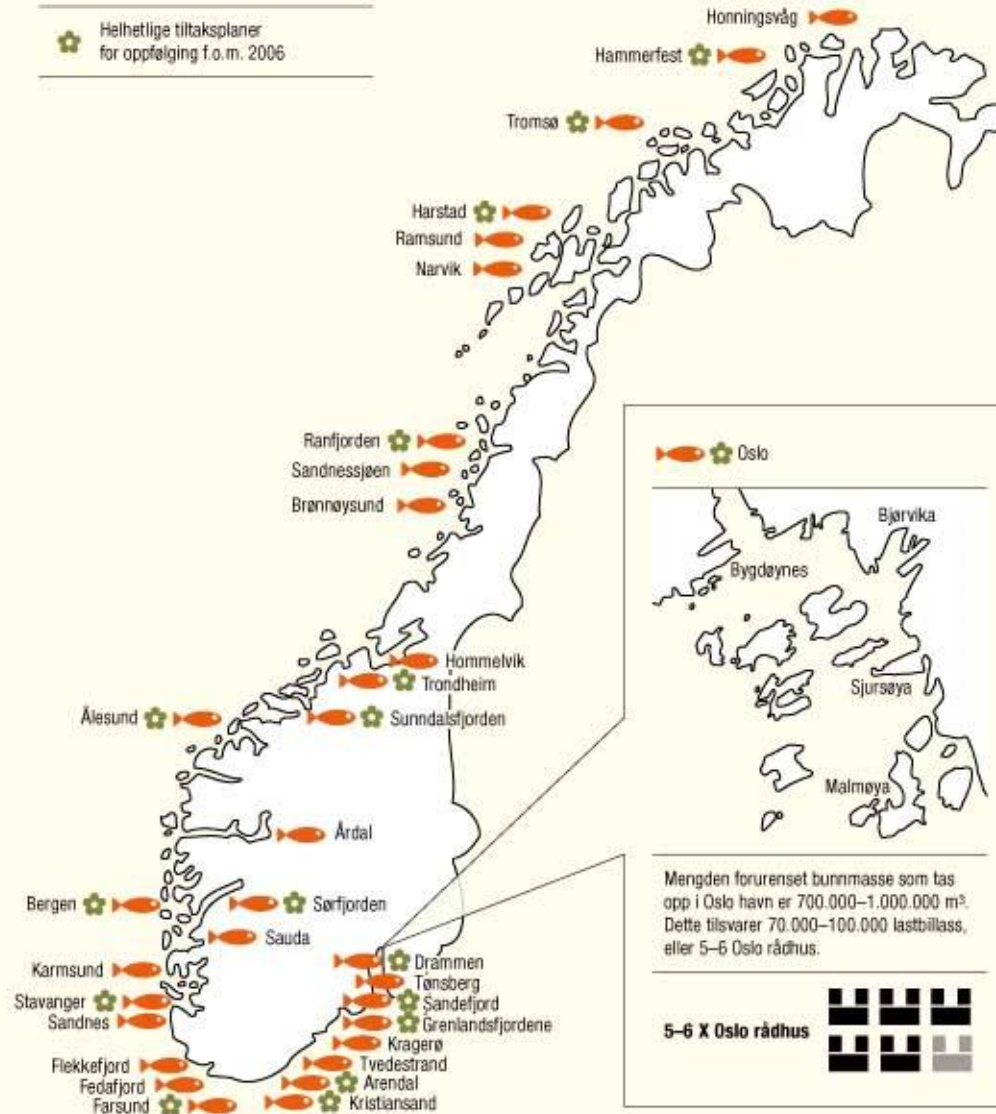 Helhetlige tiltaksplaner
for oppfølging f.o.m. 2006
Honningsvåg
Hammerfest
Tromsø
Harstad
Ramsund
Narvik
Ranfjorden
Sandnessjøen
Brønnøysund
Hommelvik
Trondheim
Ålesund
Sunndalsfjorden
Årdal
Bergen
Sørfjorden
Sauda
Karmsund
Stavanger
Sandnes
Flekkefjord
Fedafjord
Farsund
Drammen
Tønsberg
Sandefjord
Grenlandsfjordene
Kragerø
Tvedestrand
Arendal
Kristiansand
Oslo
Bjørvika
Bygdøynes
Sjursøya
Malmøya
Mengden forurenset bunnmasse som tas
opp i Oslo havn er 700.000–1.000.000 m³.
Dette tilsvarer 70.000–100.000 lastbillass,
eller 5–6 Oslo rådhus.
5–6 X Oslo rådhus